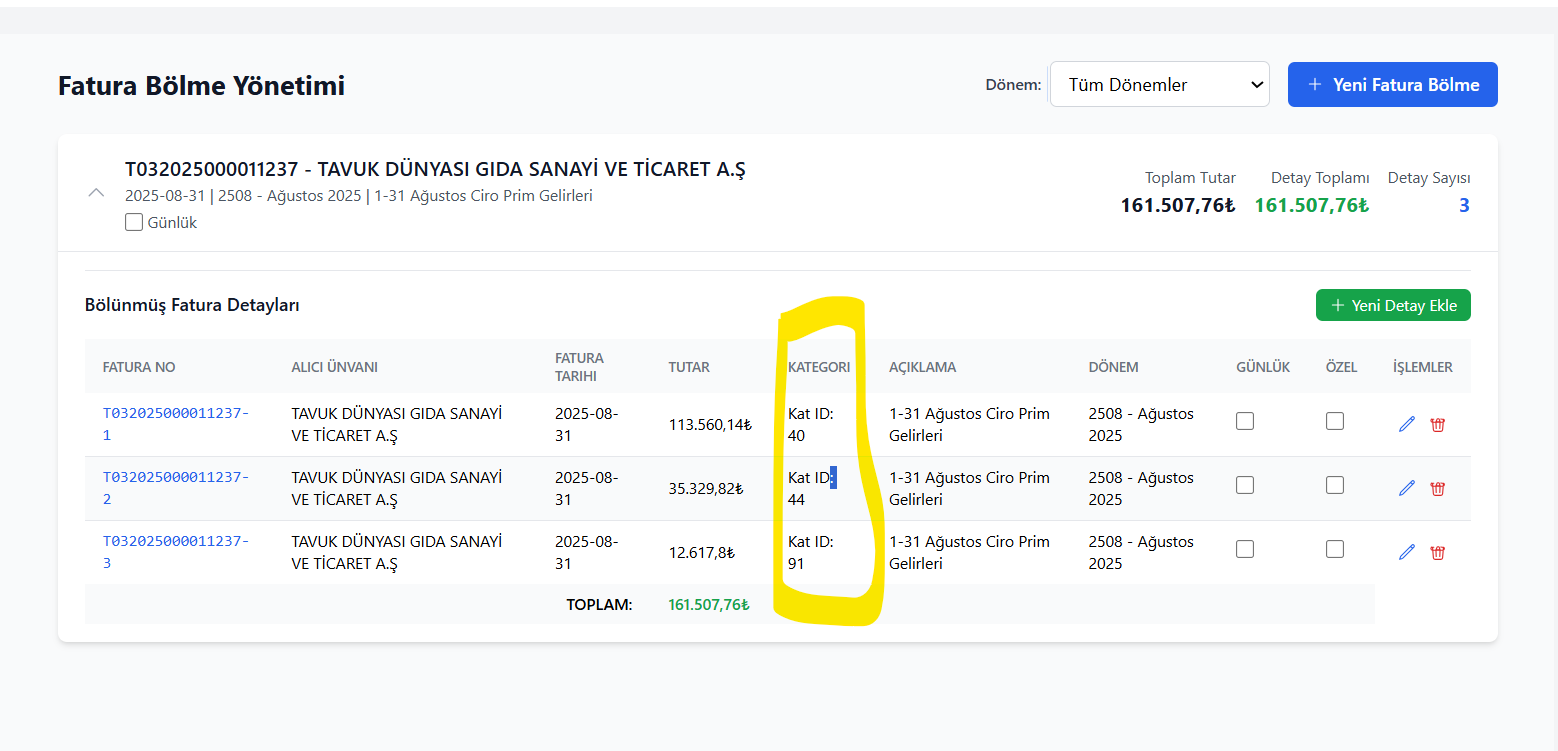 Fatura Bölme Yönetimi
Dönem:
Tüm Dönemler
+ Yeni Fatura Bölme
T032025000011237 - TAVUK DÜNYASI GIDA SANAYİ VE TİCARET A.Ş
2025-08-31 | 2508 - Ağustos 2025 | 1-31 Ağustos Ciro Prim Gelirleri
Günlük
Toplam Tutar Detay Toplamı Detay Sayısı
161.507,76₺ 161.507,76₺ 3
Bölünmüş Fatura Detayları
+ Yeni Detay Ekle
FATURA NO ALICI ÜNVANI FATURA TARIHI TUTAR KATEGORI AÇIKLAMA DÖNEM GÜNLÜK ÖZEL İŞLEMLER
T032025000011237- TAVUK DÜNYASI GIDA SANAYİ 2025-08- 113.560,14₺ Kat ID: 1-31 Ağustos Ciro Prim 2508 - Ağustos
1 VE TİCARET A.Ş 31 40 Gelirleri 2025
T032025000011237- TAVUK DÜNYASI GIDA SANAYİ 2025-08- 35.329,82₺ Kat ID: 1-31 Ağustos Ciro Prim 2508 - Ağustos
2 VE TİCARET A.Ş 31 44 Gelirleri 2025
T032025000011237- TAVUK DÜNYASI GIDA SANAYİ 2025-08- 12.617,8₺ Kat ID: 1-31 Ağustos Ciro Prim 2508 - Ağustos
3 VE TİCARET A.Ş 31 91 Gelirleri 2025
TOPLAM: 161.507,76₺